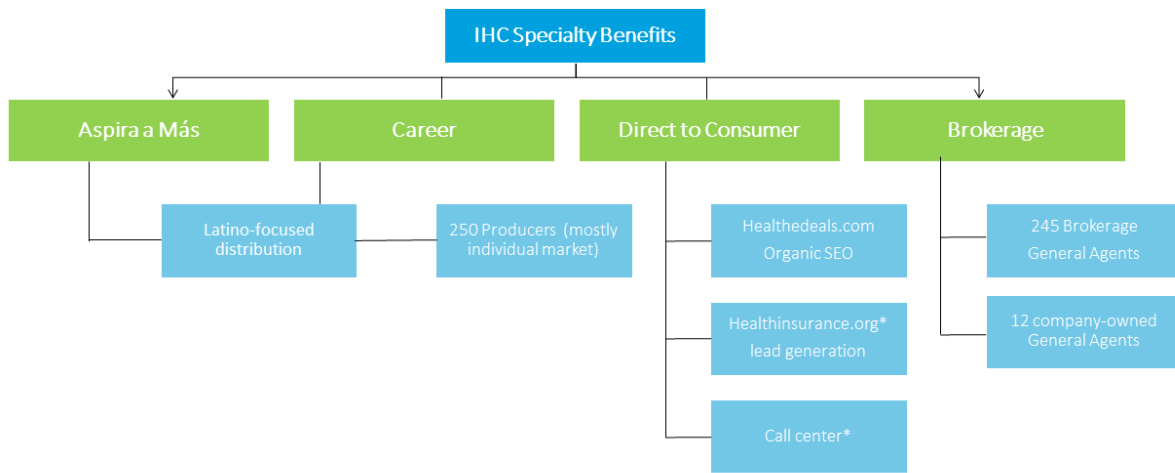 IHC Specialty Benefits
Aspira a Más
Career
Direct to Consumer
Brokerage
Latino-focused
distribution
250 Producers (mostly
individual market)
Healthedeals.com
Organic SEO
245 Brokerage
General Agents
Healthinsurance.org*
lead generation
12 company-owned
General Agents
Call center*